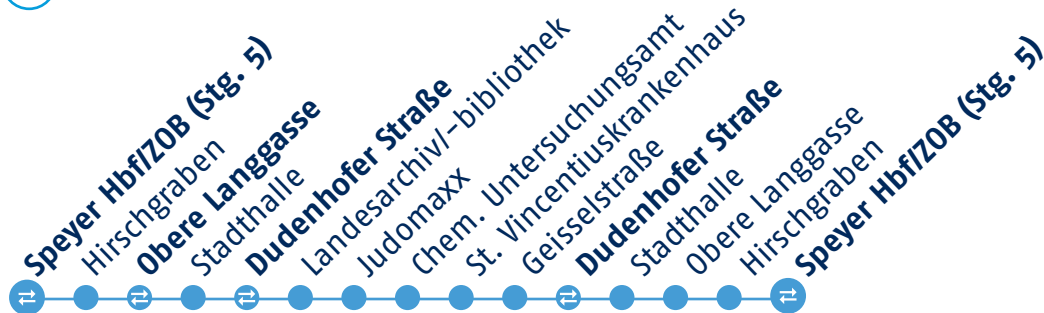 Speyer Hbf/ZOB (Stg. 5)
Hirschgraben
Obere Langgasse
Stadthalle
Dudenhofer Straße
Landesarchiv/-bibliothek
Judomaxx
Chem. Untersuchungsamt
St. Vincentiuskrankenhaus
Geisselstraße
Dudenhofer Straße
Stadthalle
Obere Langgasse
Hirschgraben
Speyer Hbf/ZOB (Stg. 5)